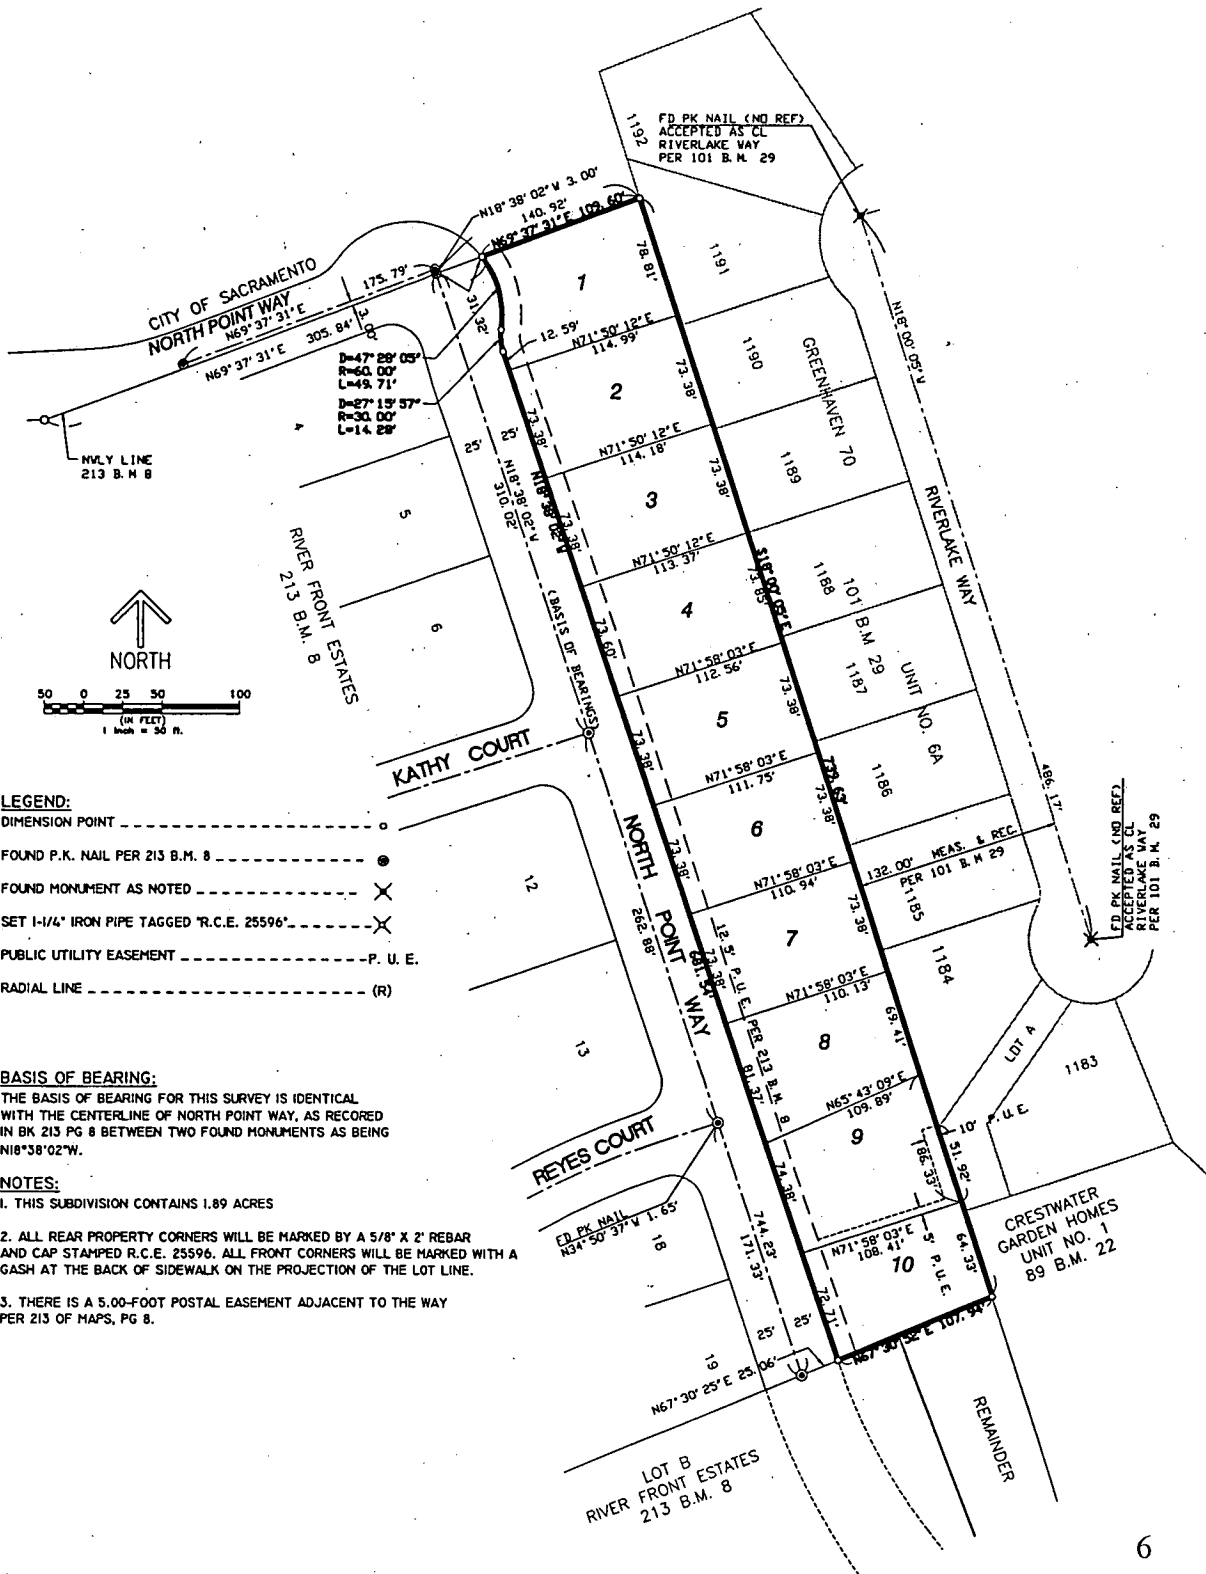 1192
FD PK NAIL (NO REF)
ACCEPTED AS CL
RIVERLAKE WAY
PER 101 B.M. 29
N18° 38' 02" W 3.00'
140.92'
N69° 37' 31" E 109.60'
CITY OF SACRAMENTO
NORTH POINT WAY
N69° 37' 31" E
175.79'
N69° 37' 31" E 305.84'
3.00'
31.32'
12.59'
D=47° 28' 05"
R=60.00'
L=49.71'
D=27° 15' 57"
R=30.00'
L=14.28'
NWLY LINE
213 B.M 8
1
78.81'
1191
N71° 50' 12" E
114.99'
2
73.38'
1190
GREENHAVEN 70
N18° 00' 05" W
73.38'
25'
25'
N18° 38' 02" W
310.02'
N18° 38' 02" W
N71° 50' 12" E
114.18'
3
73.38'
1189
73.38'
N71° 50' 12" E
113.37'
RIVERLAKE WAY
5
RIVER FRONT ESTATES
213 B.M. 8
6
(BASIS OF BEARINGS)
4
S18° 00' 05" E
73.85'
1188
101 B.M 29
73.60'
N71° 58' 03" E
112.56'
1187
UNIT NO. 6A
5
73.38'
NORTH
50 0 25 50 100
(IN FEET)
1 inch = 50 ft.
KATHY COURT
73.38'
N71° 58' 03" E
111.75'
739.63'
73.38'
1186
486.17'
6
NORTH POINT WAY
73.38'
N71° 58' 03" E
110.94'
132.00' MEAS. & REC.
PER 101 B.M 29
1185
FD PK NAIL (NO REF)
ACCEPTED AS CL
RIVERLAKE WAY
PER 101 B.M. 29
LEGEND:
DIMENSION POINT
FOUND P.K. NAIL PER 213 B.M. 8
FOUND MONUMENT AS NOTED
SET 1-1/4" IRON PIPE TAGGED "R.C.E. 25596"
PUBLIC UTILITY EASEMENT P. U. E.
RADIAL LINE (R)
12
262.88'
7
73.38'
73.38'
12.5' P.U.E. PER 213 B.M. 8
N71° 58' 03" E
110.13'
1184
8
69.41'
13
81.37'
N65° 43' 09" E
109.89'
LOT A
1183
BASIS OF BEARING:
THE BASIS OF BEARING FOR THIS SURVEY IS IDENTICAL
WITH THE CENTERLINE OF NORTH POINT WAY, AS RECORED
IN BK 213 PG 8 BETWEEN TWO FOUND MONUMENTS AS BEING
N18°38'02"W.
REYES COURT
9
10' P.U.E.
51.92'
186.33'
74.38'
NOTES:
1. THIS SUBDIVISION CONTAINS 1.89 ACRES
2. ALL REAR PROPERTY CORNERS WILL BE MARKED BY A 5/8" X 2' REBAR
AND CAP STAMPED R.C.E. 25596. ALL FRONT CORNERS WILL BE MARKED WITH A
GASH AT THE BACK OF SIDEWALK ON THE PROJECTION OF THE LOT LINE.
3. THERE IS A 5.00-FOOT POSTAL EASEMENT ADJACENT TO THE WAY
PER 213 OF MAPS, PG 8.
FD PK NAIL
N34° 50' 37" W 1.65'
18
744.23'
171.33'
N71° 58' 03" E
108.41'
5' P.U.E.
10
64.33'
CRESTWATER
GARDEN HOMES
UNIT NO. 1
89 B.M. 22
72.71'
25'
25'
19
N67° 30' 25" E 25.06'
N67° 30' 52" E 107.94'
REMAINDER
LOT B
RIVER FRONT ESTATES
213 B.M. 8
6